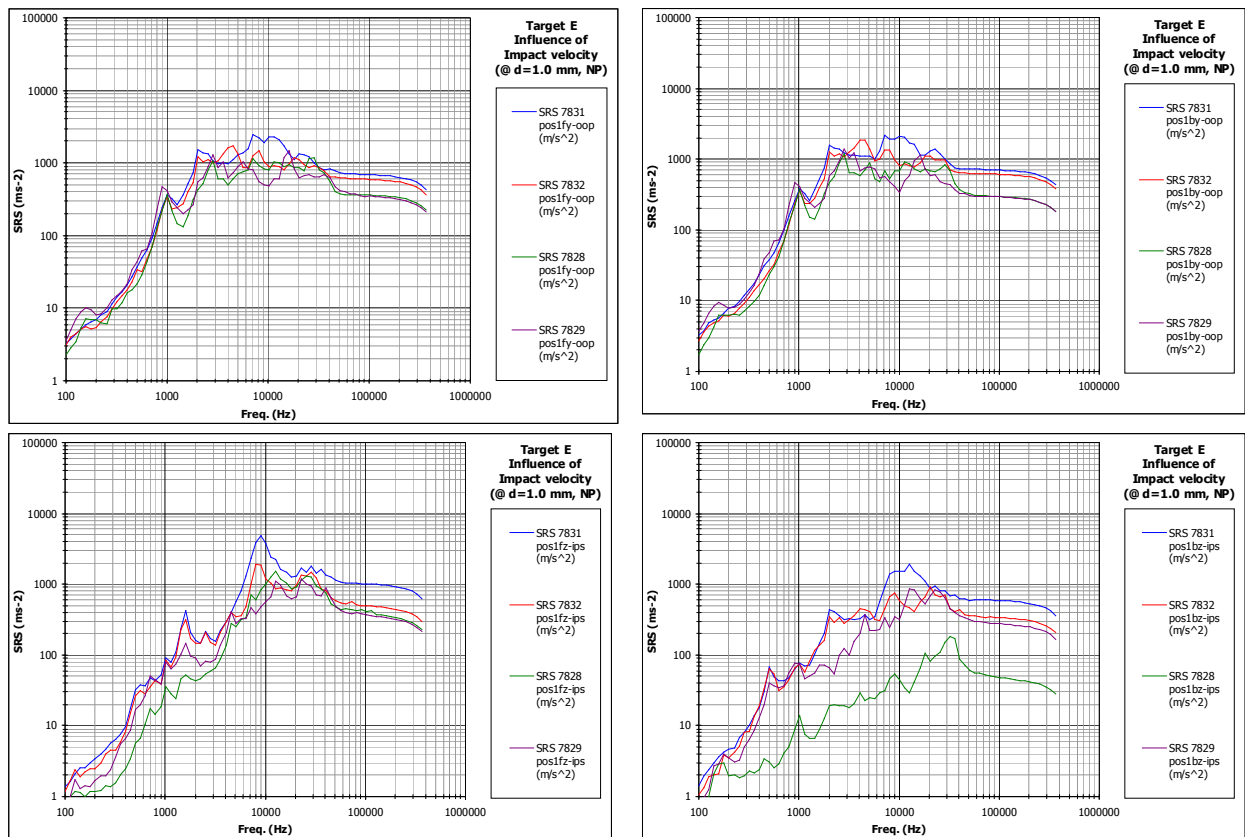 Target E
Influence of
Impact velocity
(@ d=1.0 mm, NP)
100000
10000
1000
100
10
1
SRS (ms-2)
100 1000 10000 100000 1000000
Freq. (Hz)
SRS 7831
pos1fy-oop
(m/s^2)
SRS 7832
pos1fy-oop
(m/s^2)
SRS 7828
pos1fy-oop
(m/s^2)
SRS 7829
pos1fy-oop
(m/s^2)
Target E
Influence of
Impact velocity
(@ d=1.0 mm, NP)
100000
10000
1000
100
10
1
SRS (ms-2)
100 1000 10000 100000 1000000
Freq. (Hz)
SRS 7831
pos1by-oop
(m/s^2)
SRS 7832
pos1by-oop
(m/s^2)
SRS 7828
pos1by-oop
(m/s^2)
SRS 7829
pos1by-oop
(m/s^2)
Target E
Influence of
Impact velocity
(@ d=1.0 mm, NP)
100000
10000
1000
100
10
1
SRS (ms-2)
100 1000 10000 100000 1000000
Freq. (Hz)
SRS 7831
pos1fz-ips
(m/s^2)
SRS 7832
pos1fz-ips
(m/s^2)
SRS 7828
pos1fz-ips
(m/s^2)
SRS 7829
pos1fz-ips
(m/s^2)
Target E
Influence of
Impact velocity
(@ d=1.0 mm, NP)
100000
10000
1000
100
10
1
SRS (ms-2)
100 1000 10000 100000 1000000
Freq. (Hz)
SRS 7831
pos1bz-ips
(m/s^2)
SRS 7832
pos1bz-ips
(m/s^2)
SRS 7828
pos1bz-ips
(m/s^2)
SRS 7829
pos1bz-ips
(m/s^2)